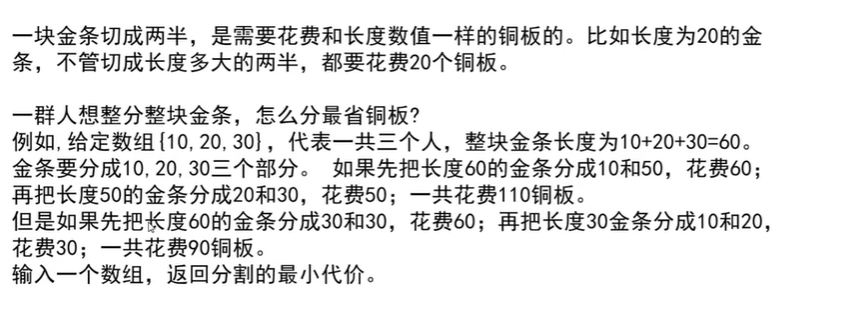 一块金条切成两半，是需要花费和长度数值一样的铜板的。比如长度为20的金
条，不管切成长度多大的两半，都要花费20个铜板。
一群人想整分整块金条，怎么分最省铜板?
例如,给定数组{10,20,30}，代表一共三个人，整块金条长度为10+20+30=60。
金条要分成10,20,30三个部分。 如果先把长度60的金条分成10和50，花费60；
再把长度50的金条分成20和30，花费50；一共花费110铜板。
但是如果先把长度60的金条分成30和30，花费60；再把长度30金条分成10和20，
花费30；一共花费90铜板。
输入一个数组，返回分割的最小代价。